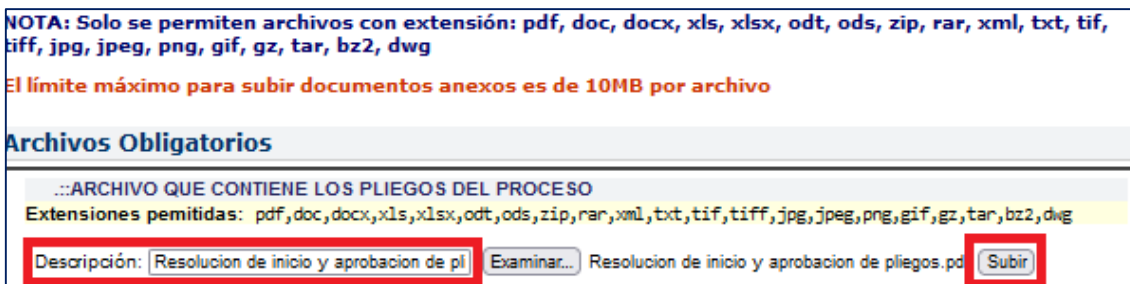 NOTA: Solo se permiten archivos con extensión: pdf, doc, docx, xls, xlsx, odt, ods, zip, rar, xml, txt, tif,
tiff, jpg, jpeg, png, gif, gz, tar, bz2, dwg
El límite máximo para subir documentos anexos es de 10MB por archivo
Archivos Obligatorios
.::ARCHIVO QUE CONTIENE LOS PLIEGOS DEL PROCESO
Extensiones pemitidas: pdf,doc,docx,xls,xlsx,odt,ods,zip,rar,xml,txt,tif,tiff,jpg,jpeg,png,gif,gz,tar,bz2,dwg
Descripción: Resolucion de inicio y aprobacion de pl Examinar... Resolucion de inicio y aprobacion de pliegos.pd Subir